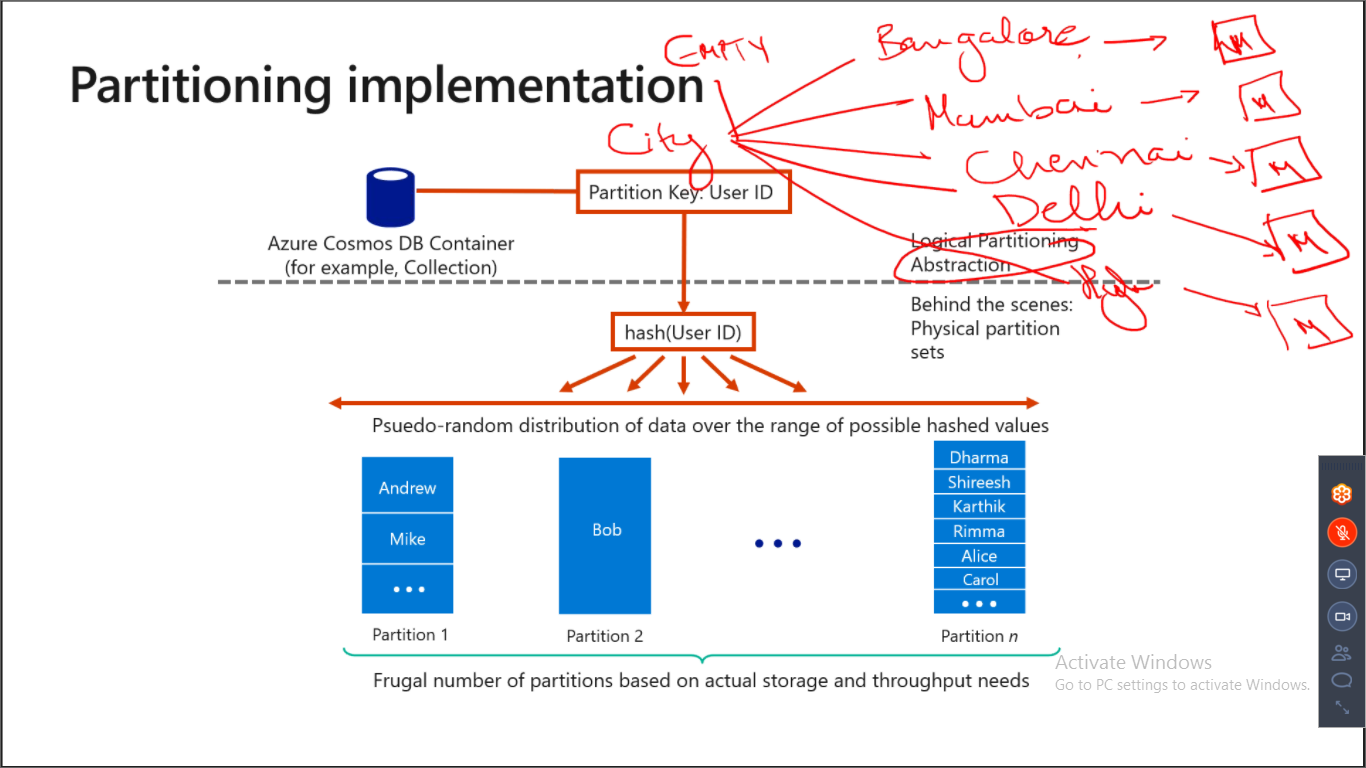 EMPTY
Bangalore
M
Partitioning implementation
Mumbai
M
City
Chennai
M
Partition Key: User ID
Delhi
M
Azure Cosmos DB Container
(for example, Collection)
Logical Partitioning
Abstraction
Behind the scenes:
Physical partition
sets
M
hash(User ID)
Psuedo-random distribution of data over the range of possible hashed values
Andrew
Mike
• • •
Partition 1
Bob
Partition 2
• • •
Dharma
Shireesh
Karthik
Rimma
Alice
Carol
• • •
Partition n
Frugal number of partitions based on actual storage and throughput needs
Activate Windows
Go to PC settings to activate Windows.